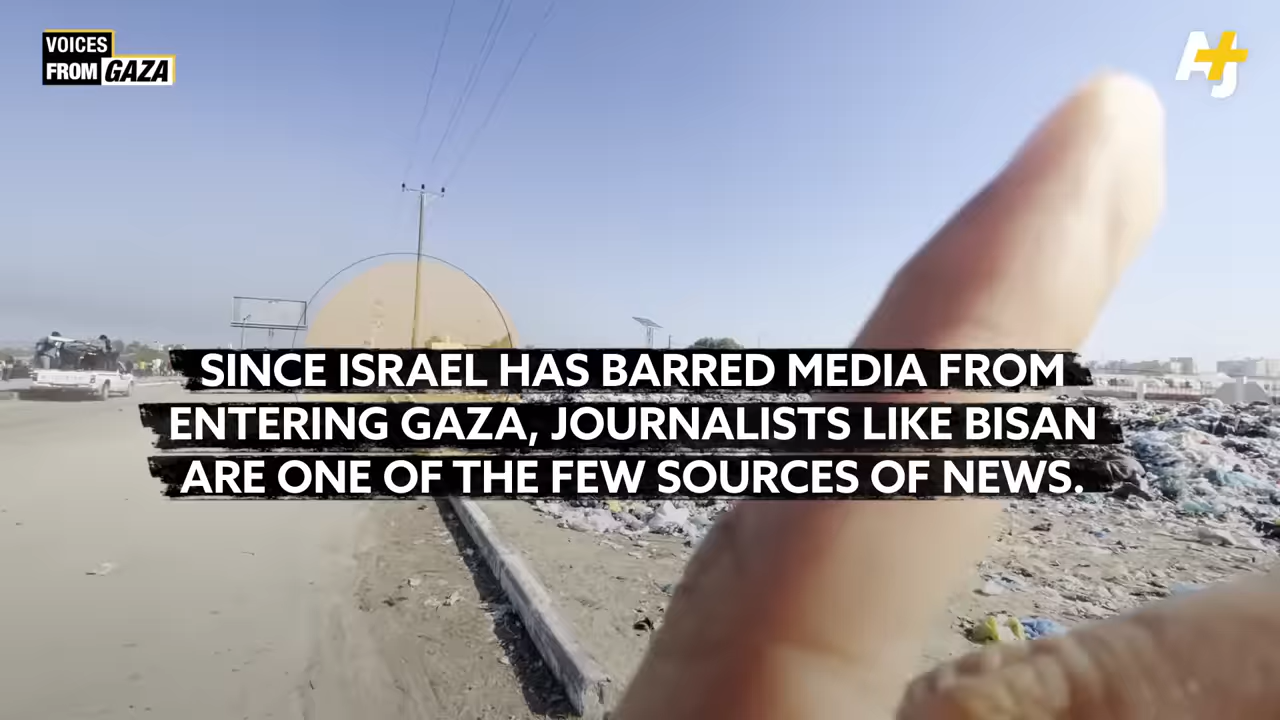 VOICES
FROM GAZA
AJ+
SINCE ISRAEL HAS BARRED MEDIA FROM
ENTERING GAZA, JOURNALISTS LIKE BISAN
ARE ONE OF THE FEW SOURCES OF NEWS.